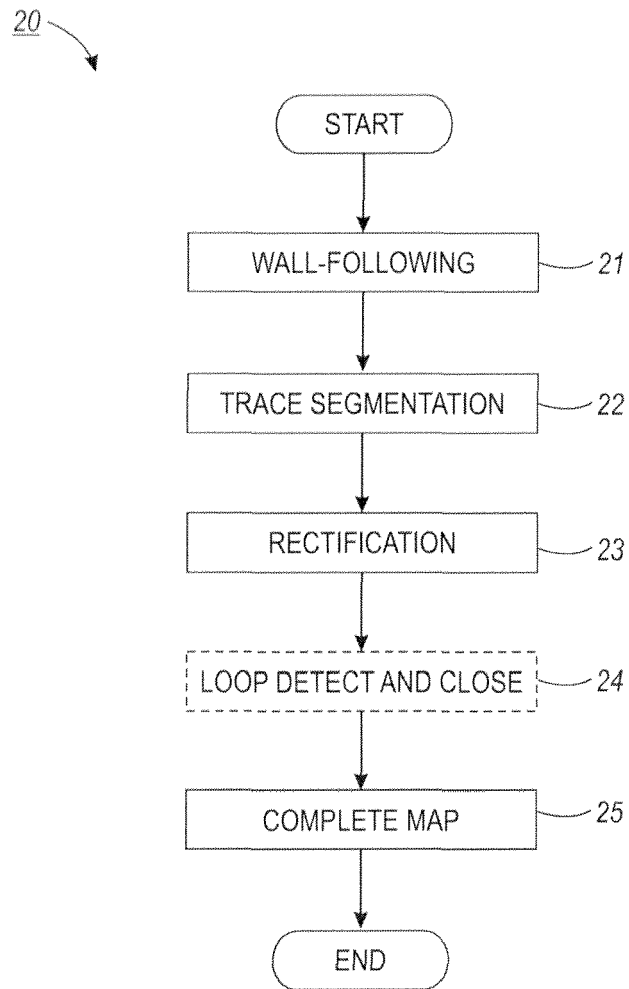 20
START
WALL-FOLLOWING
21
TRACE SEGMENTATION
22
RECTIFICATION
23
LOOP DETECT AND CLOSE
24
COMPLETE MAP
25
END